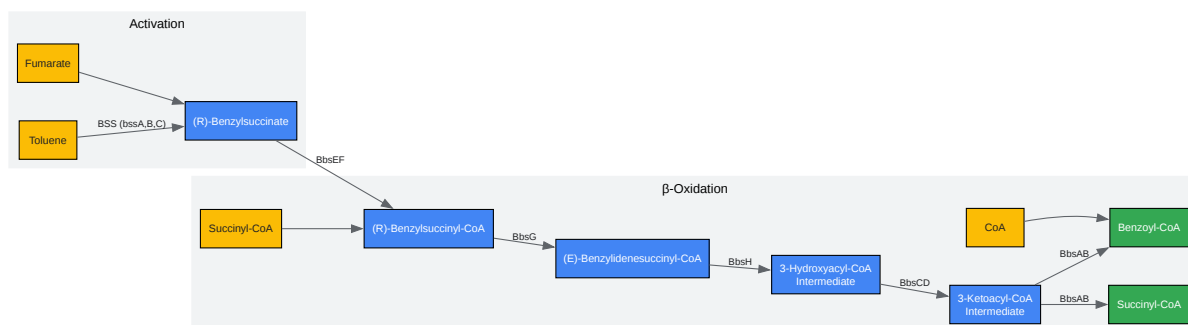 Activation
Fumarate
Toluene
BSS (bssA,B,C)
(R)-Benzylsuccinate
BbsEF
β-Oxidation
Succinyl-CoA
(R)-Benzylsuccinyl-CoA
BbsG
(E)-Benzylidenesuccinyl-CoA
BbsH
3-Hydroxyacyl-CoA
Intermediate
BbsCD
3-Ketoacyl-CoA
Intermediate
CoA
BbsAB
BbsAB
Benzoyl-CoA
Succinyl-CoA